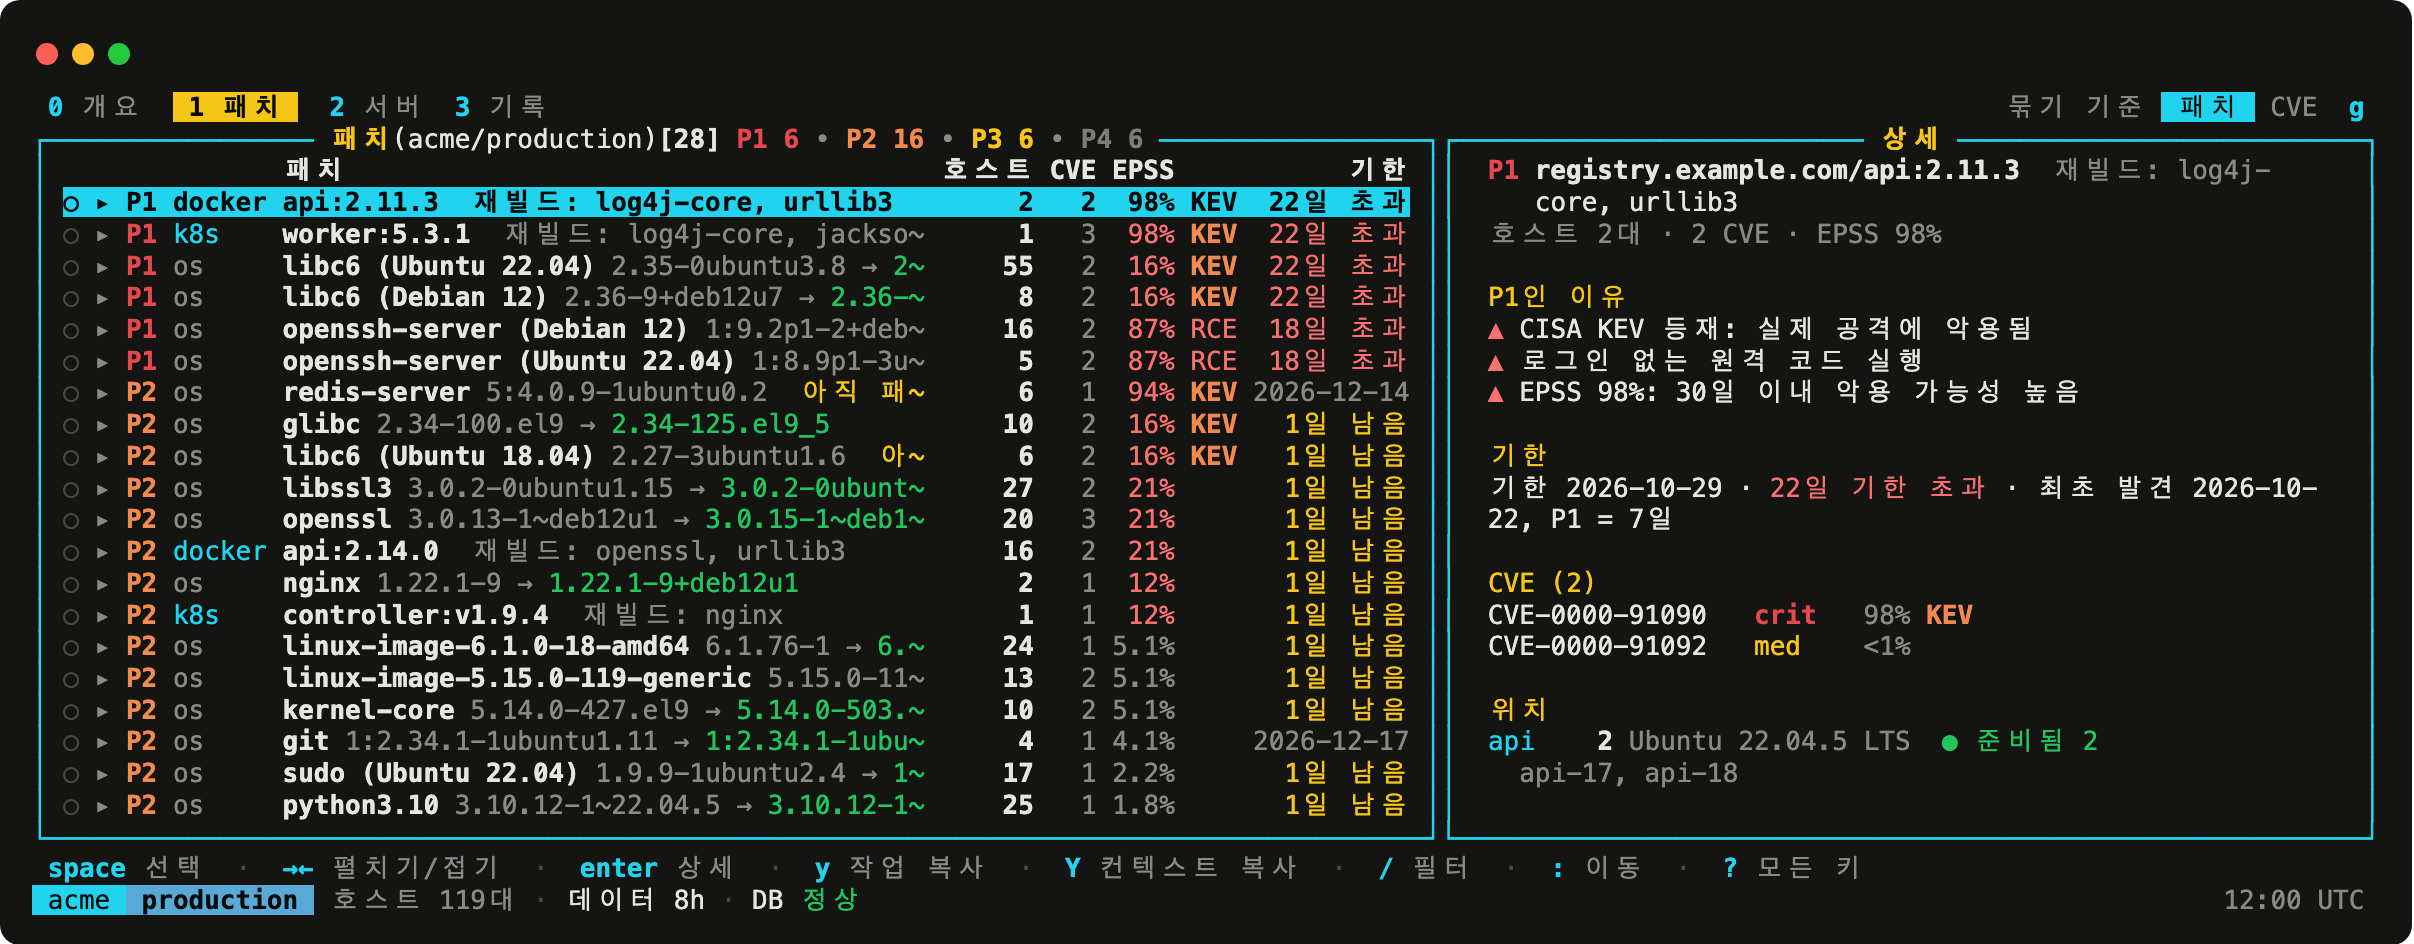 0 개요  1 패치  2 서버  3 기록  묶기 기준  패치  CVE  g
패치(acme/production)[28] P1 6 • P2 16 • P3 6 • P4 6
패치  호스트  CVE  EPSS  기한
○ ▸ P1 docker api:2.11.3  재빌드: log4j-core, urllib3  2  2  98% KEV  22일 초과
○ ▸ P1 k8s  worker:5.3.1  재빌드: log4j-core, jackso~  1  3  98% KEV  22일 초과
○ ▸ P1 os  libc6 (Ubuntu 22.04) 2.35-0ubuntu3.8 → 2~  55  2  16% KEV  22일 초과
○ ▸ P1 os  libc6 (Debian 12) 2.36-9+deb12u7 → 2.36-~  8  2  16% KEV  22일 초과
○ ▸ P1 os  openssh-server (Debian 12) 1:9.2p1-2+deb~  16  2  87% RCE  18일 초과
○ ▸ P1 os  openssh-server (Ubuntu 22.04) 1:8.9p1-3u~  5  2  87% RCE  18일 초과
○ ▸ P2 os  redis-server 5:4.0.9-1ubuntu0.2  아직 패~  6  1  94% KEV 2026-12-14
○ ▸ P2 os  glibc 2.34-100.el9 → 2.34-125.el9_5  10  2  16% KEV  1일 남음
○ ▸ P2 os  libc6 (Ubuntu 18.04) 2.27-3ubuntu1.6  아~  6  2  16% KEV  1일 남음
○ ▸ P2 os  libssl3 3.0.2-0ubuntu1.15 → 3.0.2-0ubunt~  27  2  21%  1일 남음
○ ▸ P2 os  openssl 3.0.13-1~deb12u1 → 3.0.15-1~deb1~  20  3  21%  1일 남음
○ ▸ P2 docker api:2.14.0  재빌드: openssl, urllib3  16  2  21%  1일 남음
○ ▸ P2 os  nginx 1.22.1-9 → 1.22.1-9+deb12u1  2  1  12%  1일 남음
○ ▸ P2 k8s  controller:v1.9.4  재빌드: nginx  1  1  12%  1일 남음
○ ▸ P2 os  linux-image-6.1.0-18-amd64 6.1.76-1 → 6.~  24  1 5.1%  1일 남음
○ ▸ P2 os  linux-image-5.15.0-119-generic 5.15.0-11~  13  2 5.1%  1일 남음
○ ▸ P2 os  kernel-core 5.14.0-427.el9 → 5.14.0-503.~  10  2 5.1%  1일 남음
○ ▸ P2 os  git 1:2.34.1-1ubuntu1.11 → 1:2.34.1-1ubu~  4  1 4.1%  2026-12-17
○ ▸ P2 os  sudo (Ubuntu 22.04) 1.9.9-1ubuntu2.4 → 1~  17  1 2.2%  1일 남음
○ ▸ P2 os  python3.10 3.10.12-1~22.04.5 → 3.10.12-1~  25  1 1.8%  1일 남음
상세
P1 registry.example.com/api:2.11.3  재빌드: log4j-
core, urllib3
호스트 2대 · 2 CVE · EPSS 98%
P1인 이유
▲ CISA KEV 등재: 실제 공격에 악용됨
▲ 로그인 없는 원격 코드 실행
▲ EPSS 98%: 30일 이내 악용 가능성 높음
기한
기한 2026-10-29 · 22일 기한 초과 · 최초 발견 2026-10-
22, P1 = 7일
CVE (2)
CVE-0000-91090  crit  98% KEV
CVE-0000-91092  med  <1%
위치
api  2 Ubuntu 22.04.5 LTS  ● 준비됨 2
api-17, api-18
space 선택 · →← 펼치기/접기 · enter 상세 · y 작업 복사 · Y 컨텍스트 복사 · / 필터 · : 이동 · ? 모든 키
acme  production  호스트 119대 · 데이터 8h · DB 정상  12:00 UTC